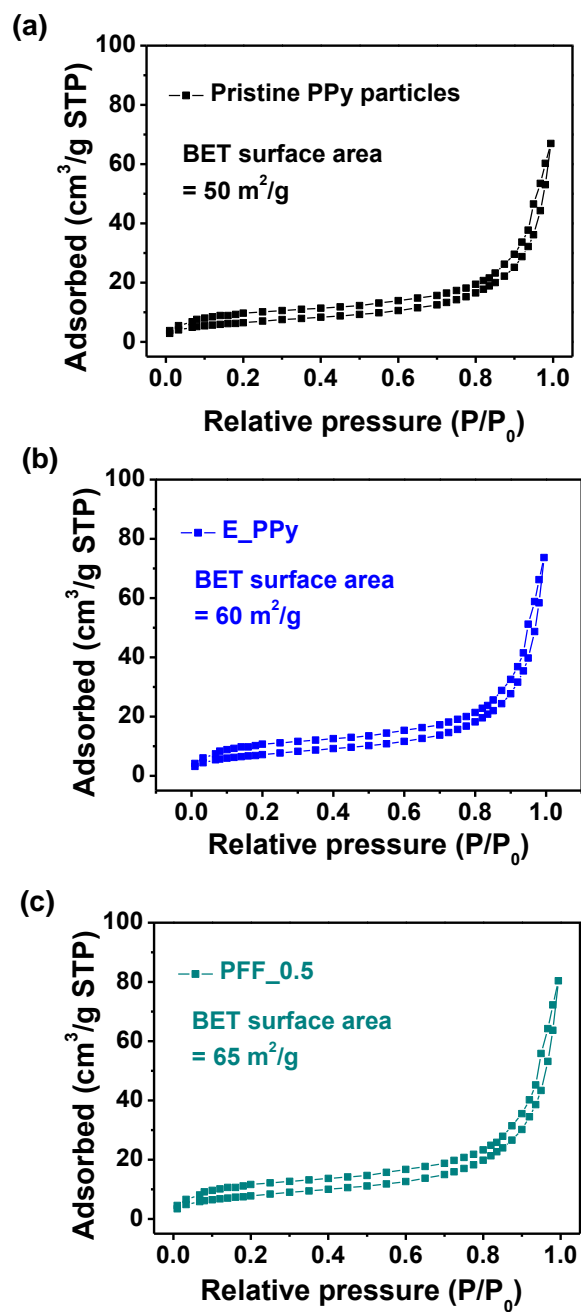 (a)
100
80
60
40
20
0
Adsorbed (cm³/g STP)
Pristine PPy particles
BET surface area
= 50 m²/g
0.0 0.2 0.4 0.6 0.8 1.0
Relative pressure (P/P₀)
(b)
100
80
60
40
20
0
Adsorbed (cm³/g STP)
E_PPy
BET surface area
= 60 m²/g
0.0 0.2 0.4 0.6 0.8 1.0
Relative pressure (P/P₀)
(c)
100
80
60
40
20
0
Adsorbed (cm³/g STP)
PFF_0.5
BET surface area
= 65 m²/g
0.0 0.2 0.4 0.6 0.8 1.0
Relative pressure (P/P₀)